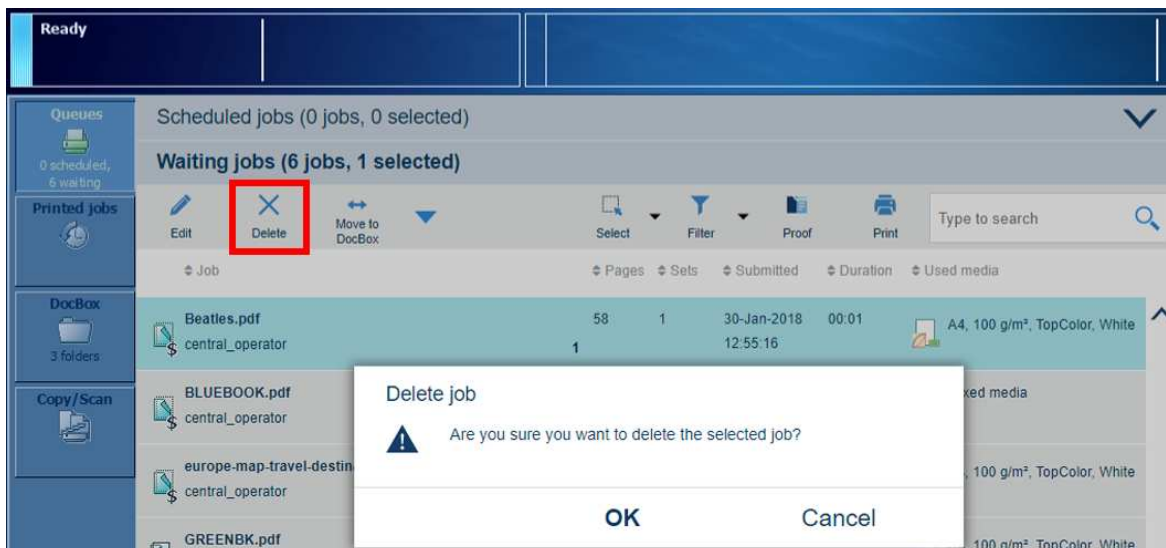 Ready
Queues
0 scheduled,
6 waiting
Printed jobs
DocBox
3 folders
Copy/Scan
Scheduled jobs (0 jobs, 0 selected)
Waiting jobs (6 jobs, 1 selected)
Edit
Delete
Move to
DocBox
Select
Filter
Proof
Print
Type to search
Job Pages Sets Submitted Duration Used media
Beatles.pdf 58 1 30-Jan-2018 00:01 A4, 100 g/m², TopColor, White
central_operator 1 12:55:16
BLUEBOOK.pdf xed media
central_operator
europe-map-travel-destin , 100 g/m², TopColor, White
central_operator
GREENBK.pdf 100 g/m², TopColor, White
Delete job
Are you sure you want to delete the selected job?
OK Cancel